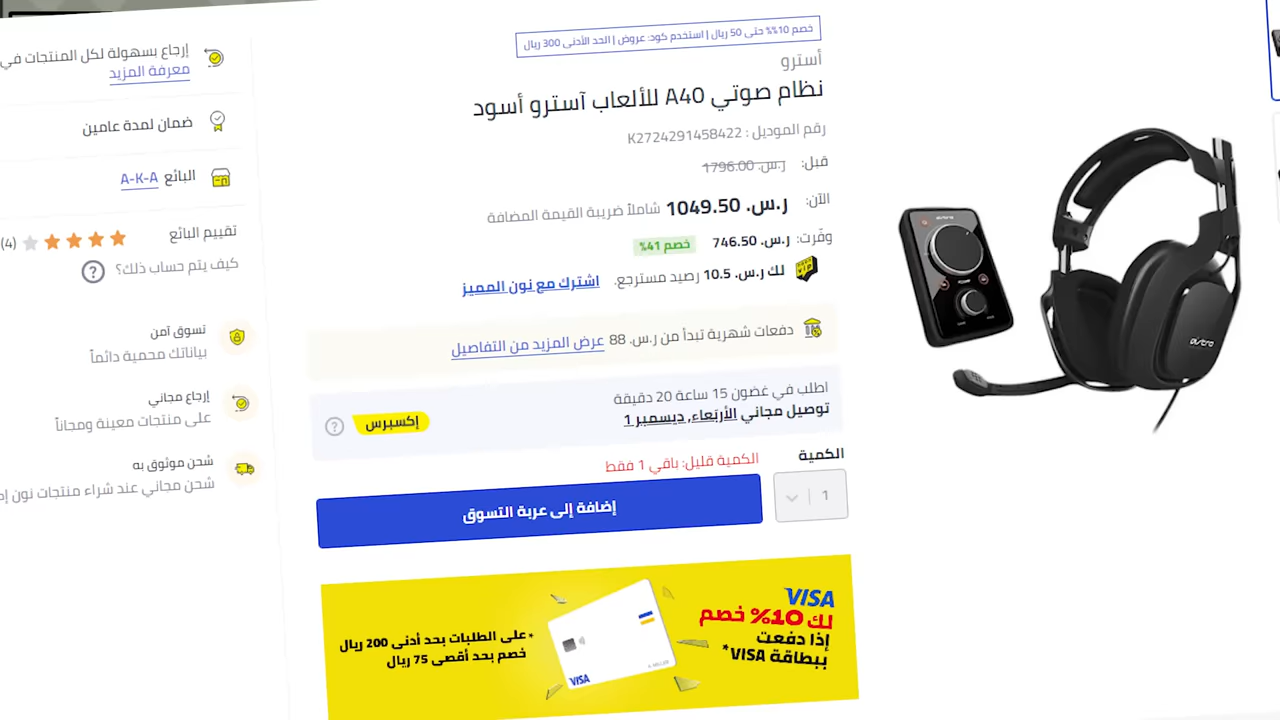 خصم 10%% حتى 50 ريال | استخدم كود: عروض | الحد الأدنى 300 ريال
أسترو
نظام صوتي A40 للألعاب آسترو أسود
رقم الموديل : K2724291458422
قبل: ر.س. 1796.00
الآن: ر.س. 1049.50 شاملاً ضريبة القيمة المضافة
وفّرت: ر.س. 746.50 خصم 41%
لك ر.س. 10.5 رصيد مسترجع. اشترك مع نون المميز
دفعات شهرية تبدأ من ر.س. 88 عرض المزيد من التفاصيل
اطلب في غضون 15 ساعة 20 دقيقة
توصيل مجاني الأربعاء, ديسمبر 1
إكسبرس
الكمية
الكمية قليل: باقي 1 فقط
1
إضافة إلى عربة التسوق
VISA
لك 10% خصم
إذا دفعت
ببطاقة VISA*
*على الطلبات بحد أدنى 200 ريال
خصم بحد أقصى 75 ريال
VISA
astro
إرجاع بسهولة لكل المنتجات في
معرفة المزيد
ضمان لمدة عامين
البائع A-K-A
تقييم البائع
(4)
كيف يتم حساب ذلك؟
تسوق آمن
بياناتك محمية دائماً
إرجاع مجاني
على منتجات معينة ومجاناً
شحن موثوق به
شحن مجاني عند شراء منتجات نون